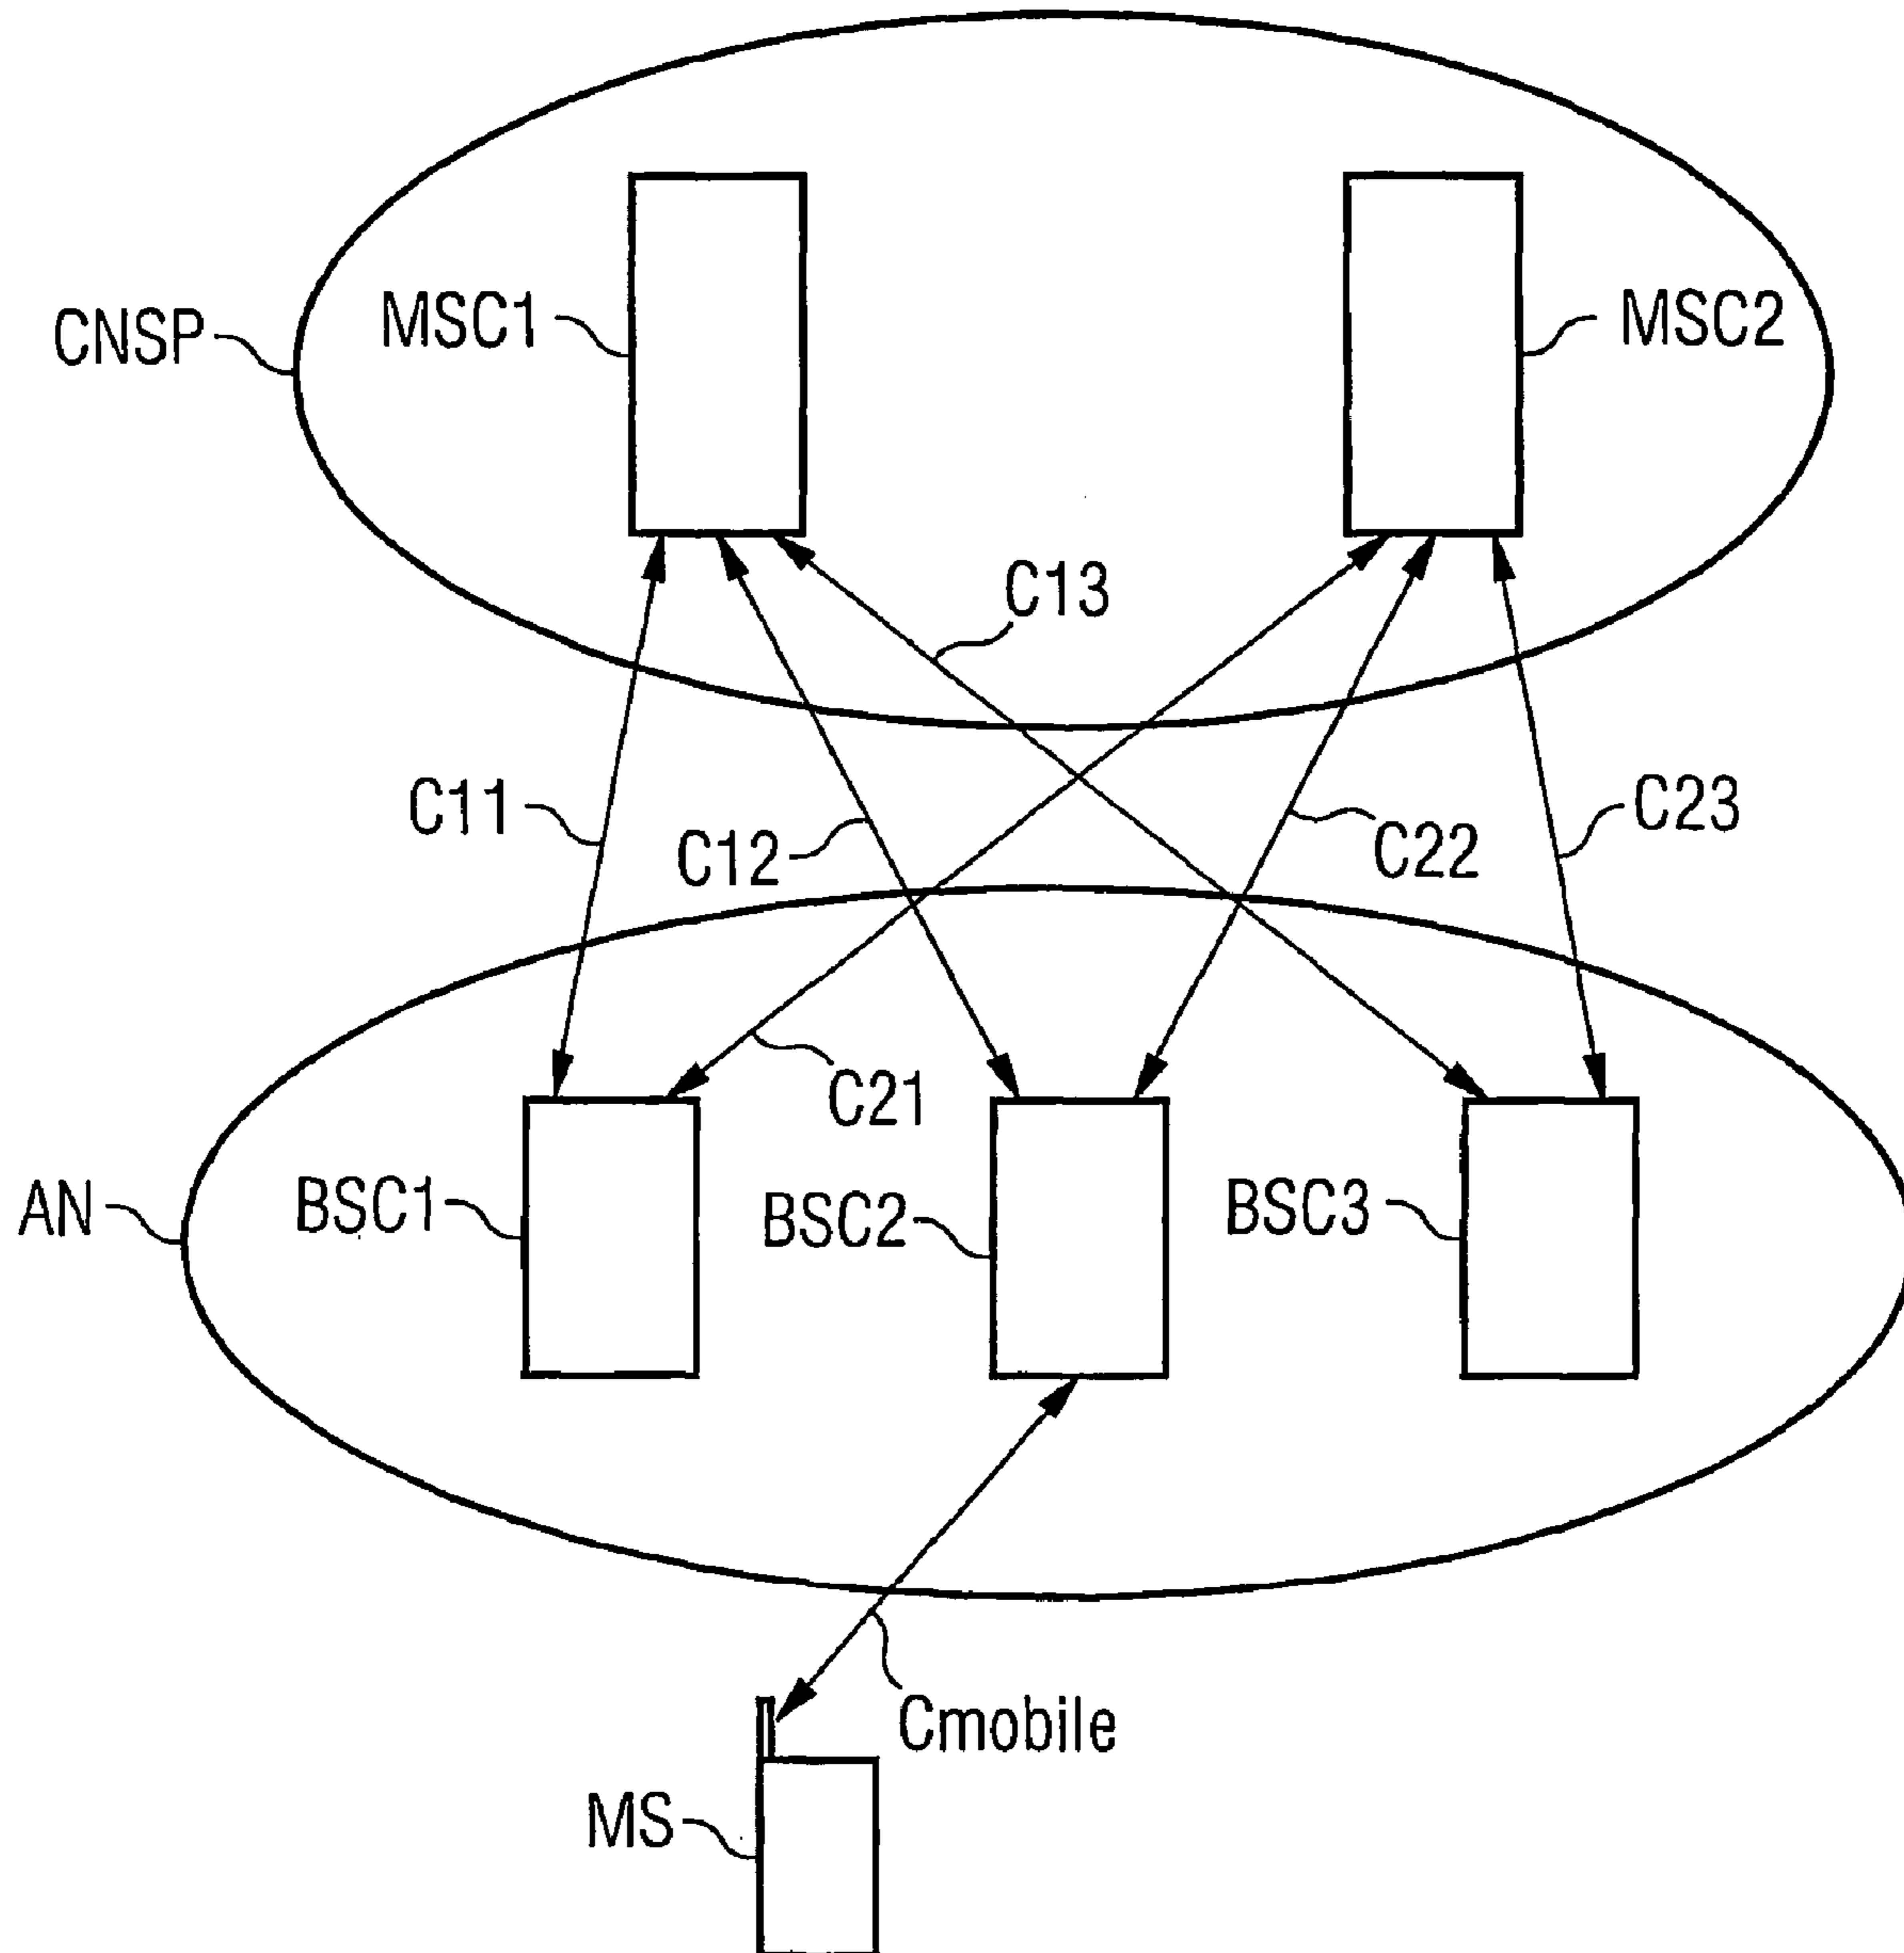 CNSP
MSC1
MSC2
C13
C11
C12
C22
C23
C21
AN
BSC1
BSC2
BSC3
Cmobile
MS